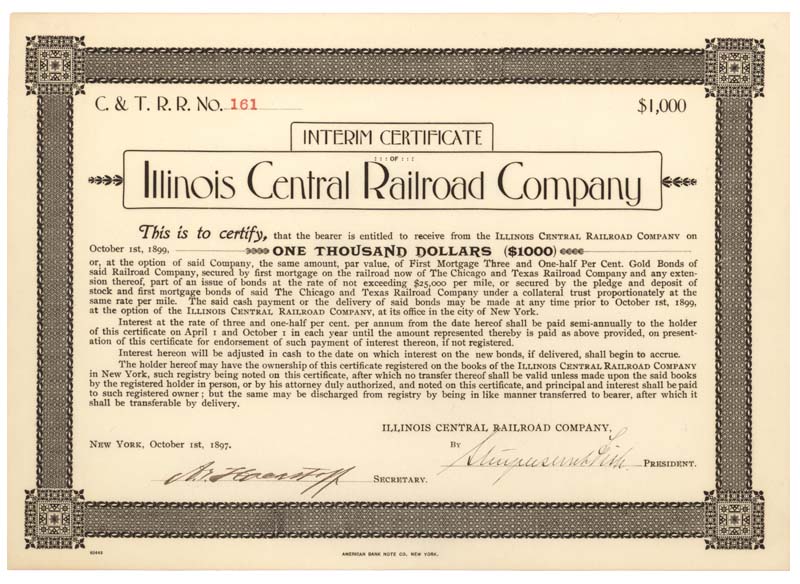 C. & T. R. R. No. 161 $1,000
INTERIM CERTIFICATE
:::OF:::
Illinois Central Railroad Company
This is to certify, that the bearer is entitled to receive from the ILLINOIS CENTRAL RAILROAD COMPANY on
October 1st, 1899, ONE THOUSAND DOLLARS ($1000)
or, at the option of said Company, the same amount, par value, of First Mortgage Three and One-half Per Cent. Gold Bonds of
said Railroad Company, secured by first mortgage on the railroad now of The Chicago and Texas Railroad Company and any exten-
sion thereof, part of an issue of bonds at the rate of not exceeding $25,000 per mile, or secured by the pledge and deposit of
stock and first mortgage bonds of said The Chicago and Texas Railroad Company under a collateral trust proportionately at the
same rate per mile. The said cash payment or the delivery of said bonds may be made at any time prior to October 1st, 1899,
at the option of the ILLINOIS CENTRAL RAILROAD COMPANY, at its office in the city of New York.
Interest at the rate of three and one-half per cent. per annum from the date hereof shall be paid semi-annually to the holder
of this certificate on April 1 and October 1 in each year until the amount represented thereby is paid as above provided, on present-
ation of this certificate for endorsement of such payment of interest thereon, if not registered.
Interest hereon will be adjusted in cash to the date on which interest on the new bonds, if delivered, shall begin to accrue.
The holder hereof may have the ownership of this certificate registered on the books of the ILLINOIS CENTRAL RAILROAD COMPANY
in New York, such registry being noted on this certificate, after which no transfer thereof shall be valid unless made upon the said books
by the registered holder in person, or by his attorney duly authorized, and noted on this certificate, and principal and interest shall be paid
to such registered owner; but the same may be discharged from registry by being in like manner transferred to bearer, after which it
shall be transferable by delivery.
ILLINOIS CENTRAL RAILROAD COMPANY,
NEW YORK, October 1st, 1897. By
Stuyvesant Fish PRESIDENT.
SECRETARY.
AMERICAN BANK NOTE CO, NEW YORK.